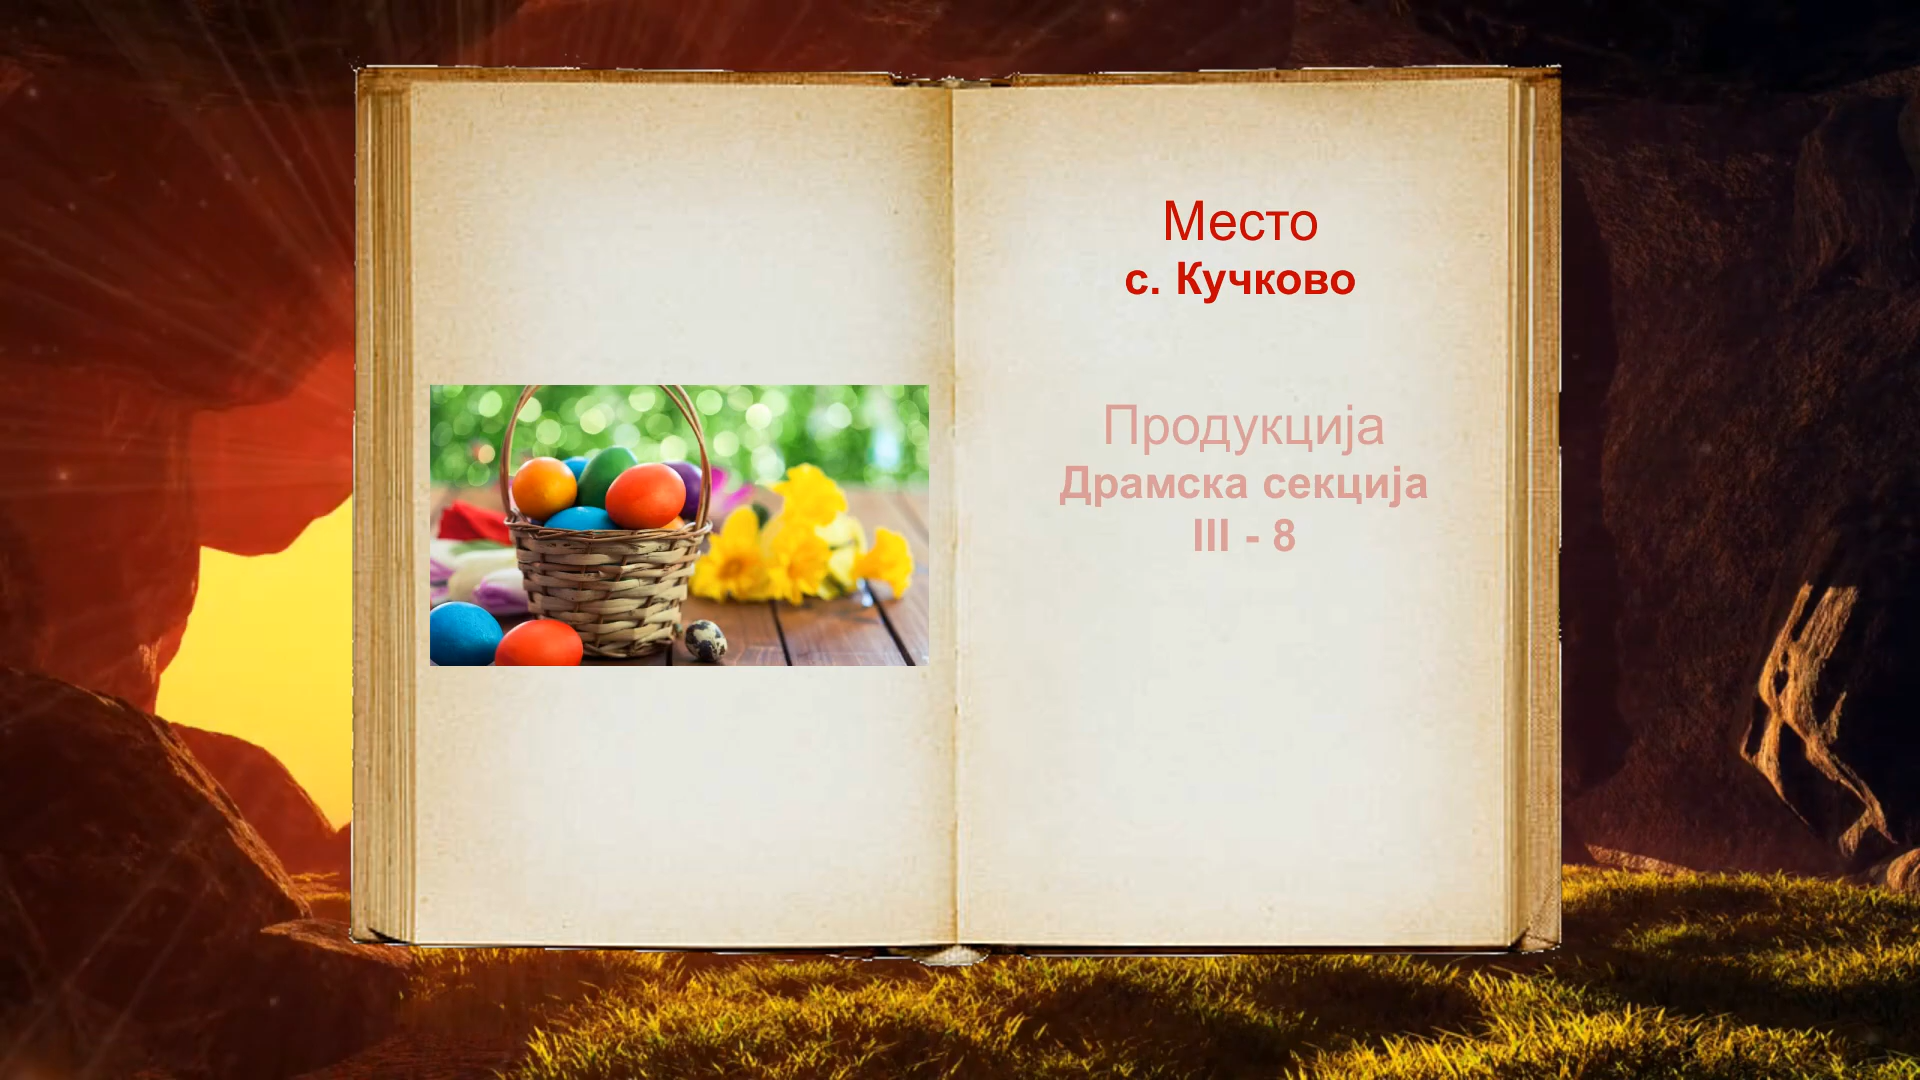 Место
с. Кучково
Продукција
Драмска секција
III - 8